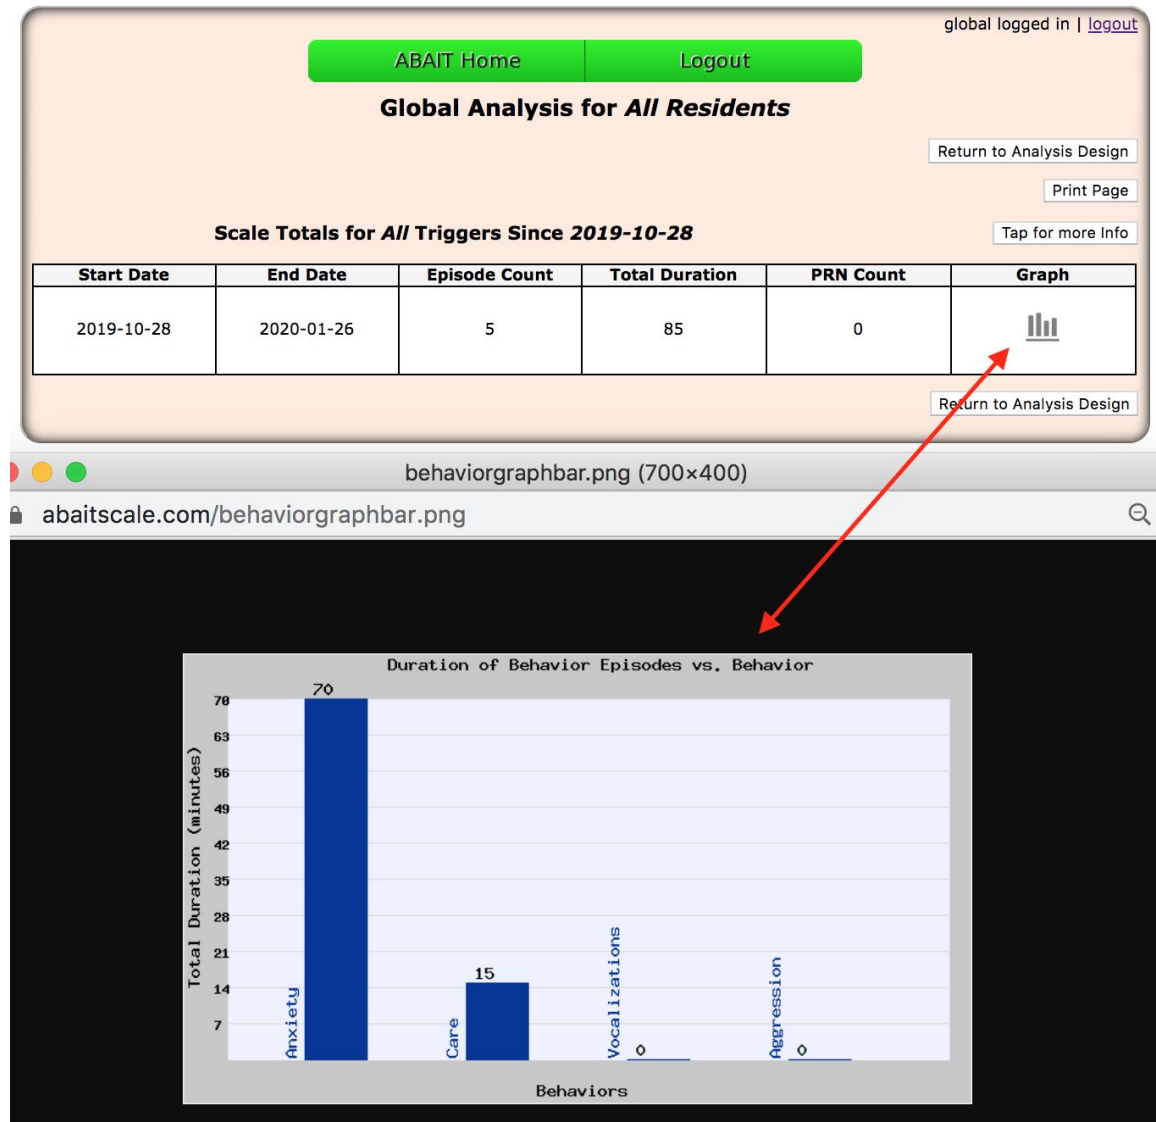 global logged in | logout
ABAIT Home Logout
Global Analysis for All Residents
Return to Analysis Design
Print Page
Scale Totals for All Triggers Since 2019-10-28 Tap for more Info
Start Date End Date Episode Count Total Duration PRN Count Graph
2019-10-28 2020-01-26 5 85 0
Return to Analysis Design
behaviorgraphbar.png (700×400)
abaitscale.com/behaviorgraphbar.png
Duration of Behavior Episodes vs. Behavior
Total Duration (minutes)
70
63
56
49
42
35
28
21
14
7
70
15
0
0
Anxiety
Care
Vocalizations
Aggression
Behaviors